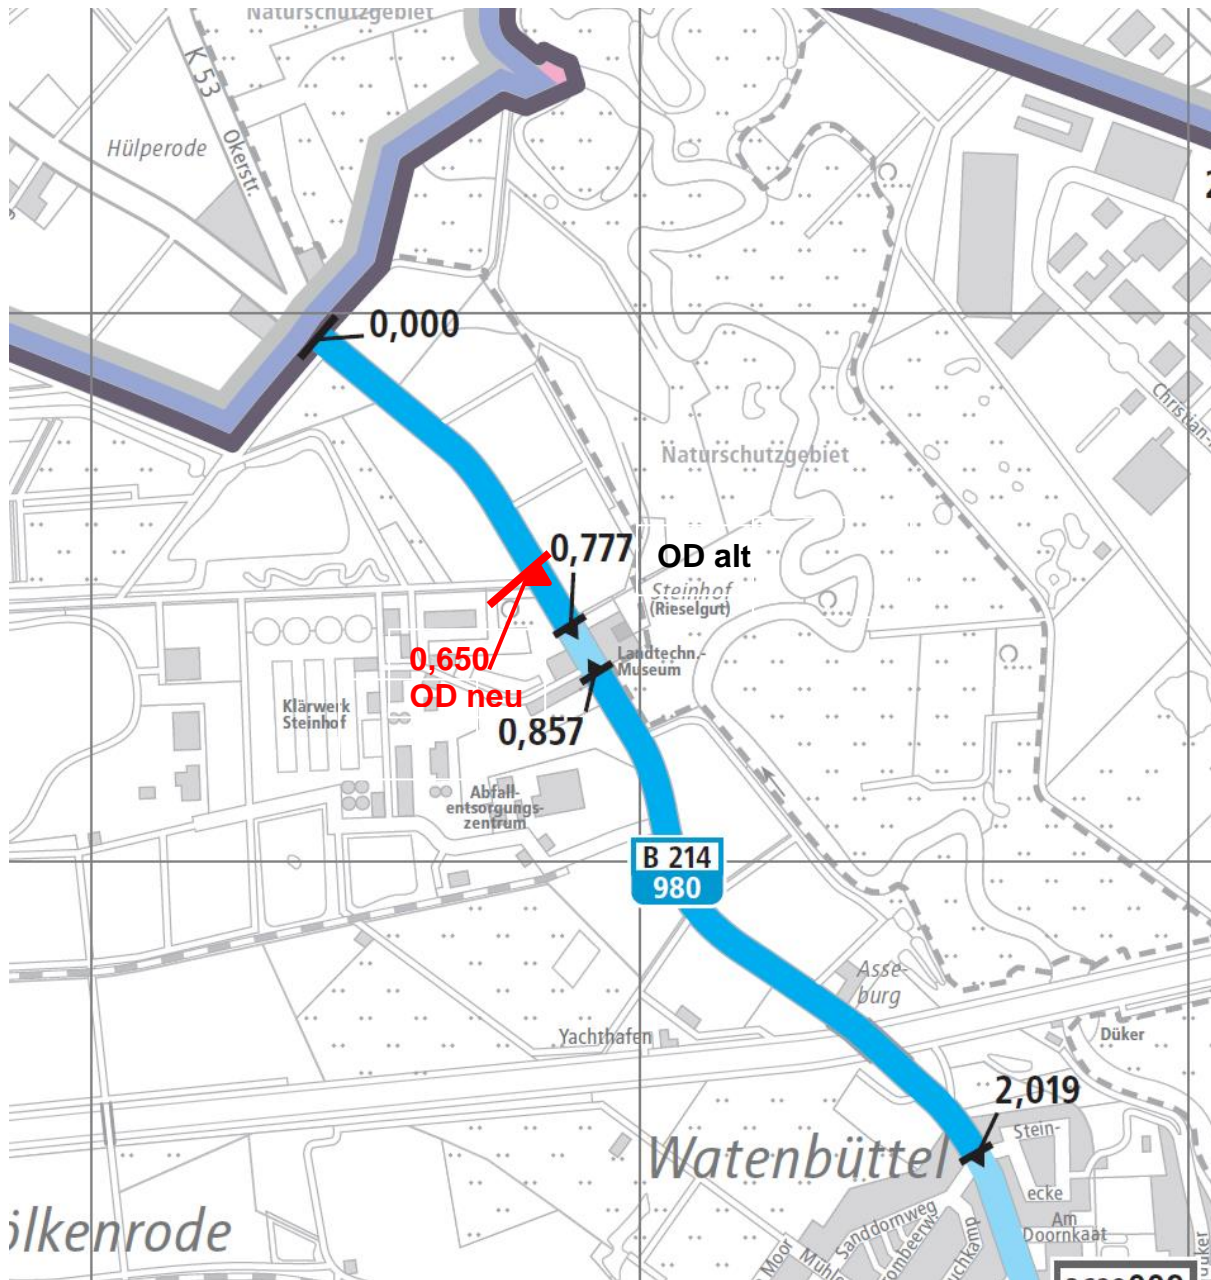 Naturschutzgebiet
K 53
Okerstr.
Hülperode
0,000
Christian-
Naturschutzgebiet
0,777
OD alt
Steinhof
(Rieselgut)
0,650
OD neu
Landtechn.-
Museum
Klärwerk
Steinhof
0,857
Abfall-
entsorgungs-
zentrum
B 214
980
Asse-
burg
Yachthafen
Düker
2,019
Stein-
ecke
Watenbüttel
Am
Doornkaat
Sanddornweg
ölkenrode
Moor